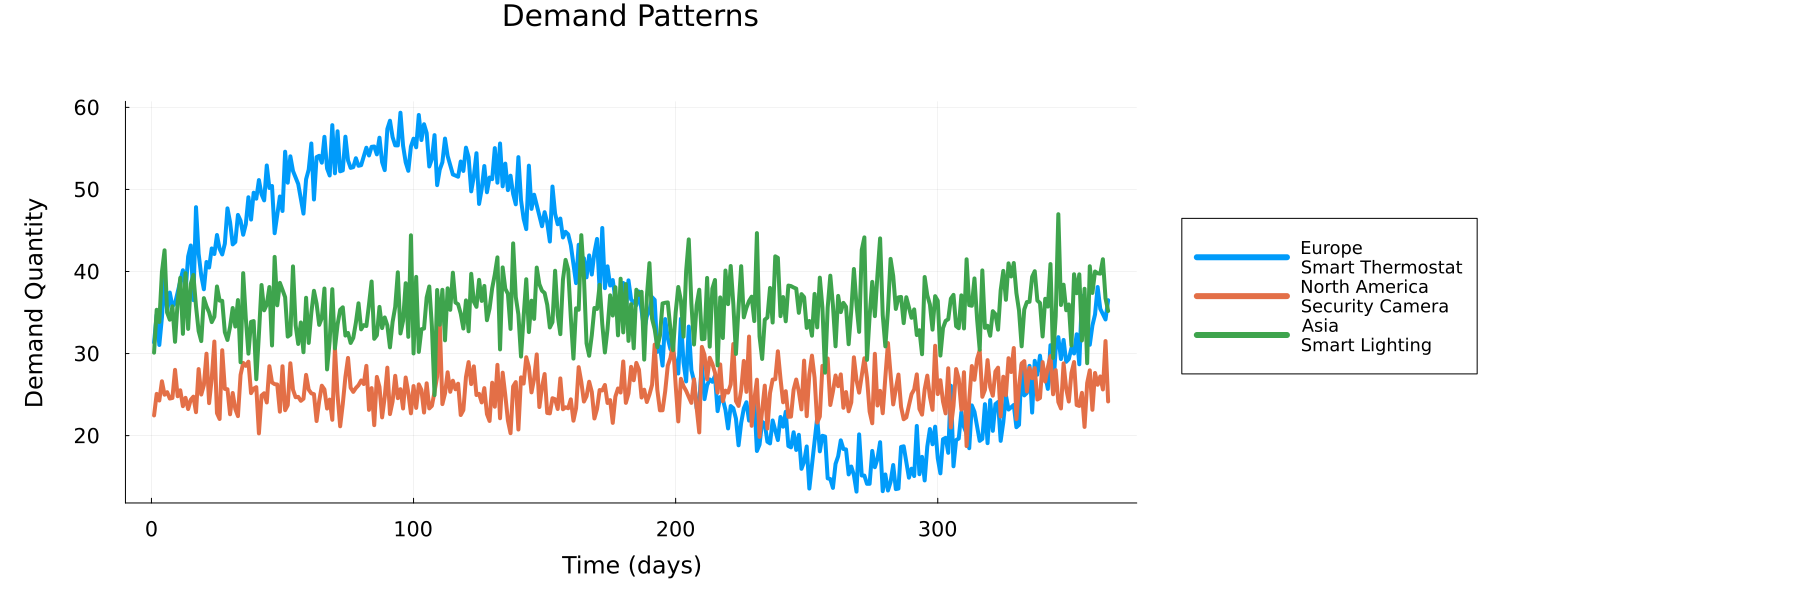 Demand Patterns
60
50
40
30
20
Demand Quantity
0 100 200 300
Time (days)
Europe
Smart Thermostat
North America
Security Camera
Asia
Smart Lighting